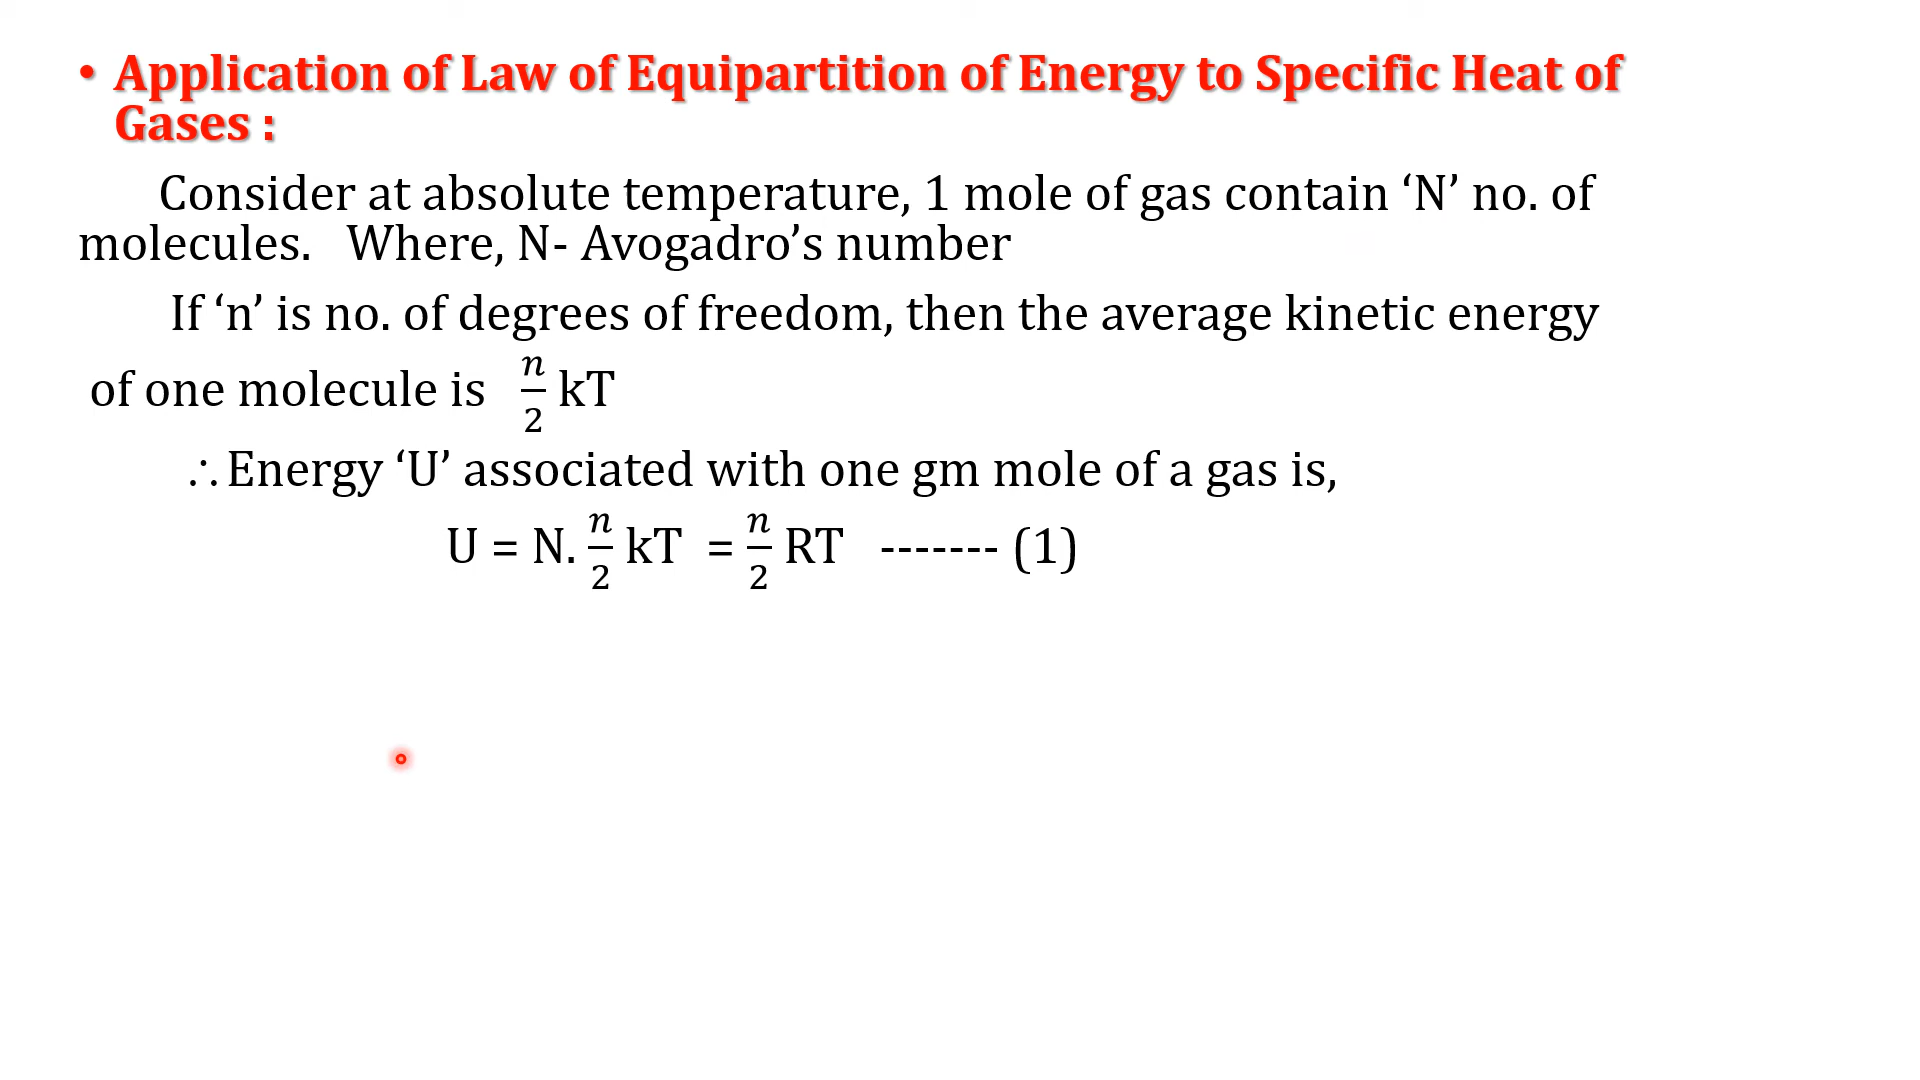 • Application of Law of Equipartition of Energy to Specific Heat of
Gases :
Consider at absolute temperature, 1 mole of gas contain ‘N’ no. of
molecules. Where, N- Avogadro’s number
If ‘n’ is no. of degrees of freedom, then the average kinetic energy
of one molecule is n/2 kT
∴ Energy ‘U’ associated with one gm mole of a gas is,
U = N. n/2 kT = n/2 RT ------- (1)